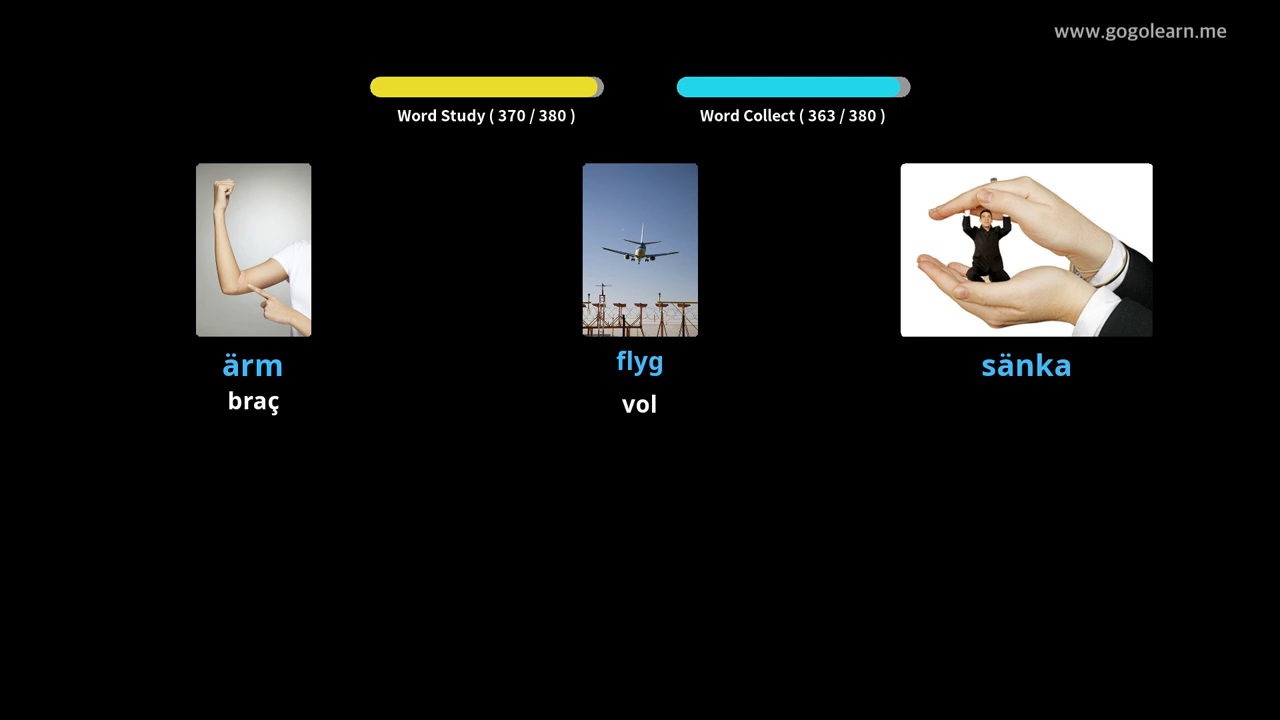 www.gogolearn.me
Word Study ( 370 / 380 )
Word Collect ( 363 / 380 )
ärm
braç
flyg
vol
sänka